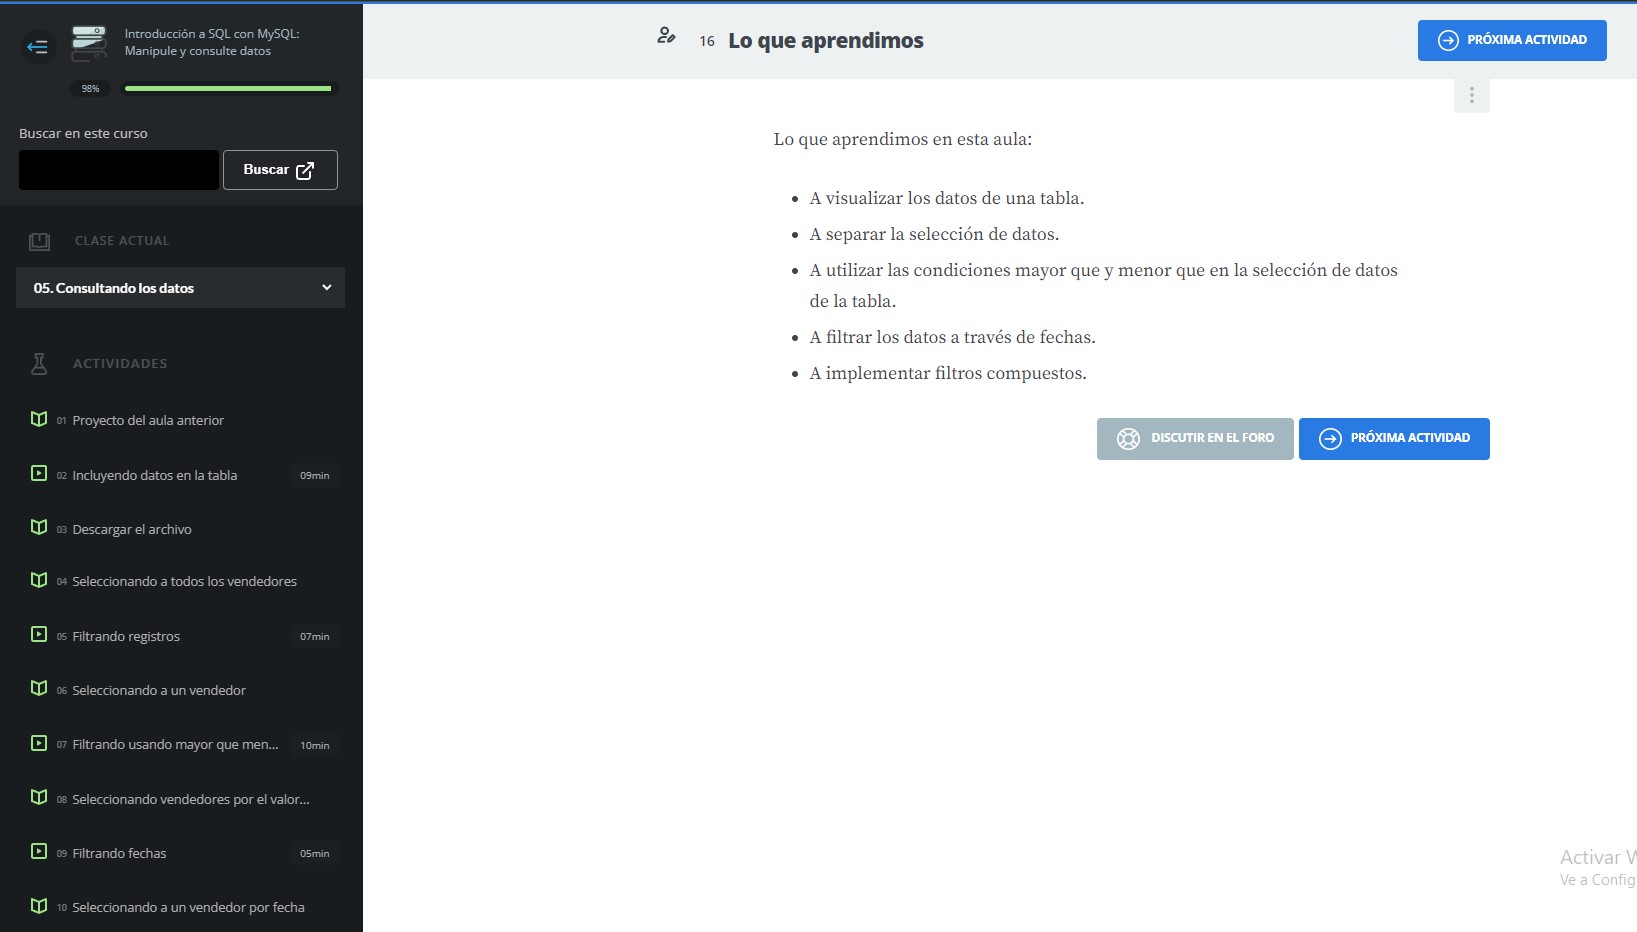 Introducción a SQL con MySQL:
Manipule y consulte datos
98%
Buscar en este curso
Buscar
CLASE ACTUAL
05. Consultando los datos
ACTIVIDADES
01 Proyecto del aula anterior
02 Incluyendo datos en la tabla 09min
03 Descargar el archivo
04 Seleccionando a todos los vendedores
05 Filtrando registros 07min
06 Seleccionando a un vendedor
07 Filtrando usando mayor que men... 10min
08 Seleccionando vendedores por el valor...
09 Filtrando fechas 05min
10 Seleccionando a un vendedor por fecha
16 Lo que aprendimos
PRÓXIMA ACTIVIDAD
Lo que aprendimos en esta aula:
• A visualizar los datos de una tabla.
• A separar la selección de datos.
• A utilizar las condiciones mayor que y menor que en la selección de datos
de la tabla.
• A filtrar los datos a través de fechas.
• A implementar filtros compuestos.
DISCUTIR EN EL FORO
PRÓXIMA ACTIVIDAD
Activar W
Ve a Config